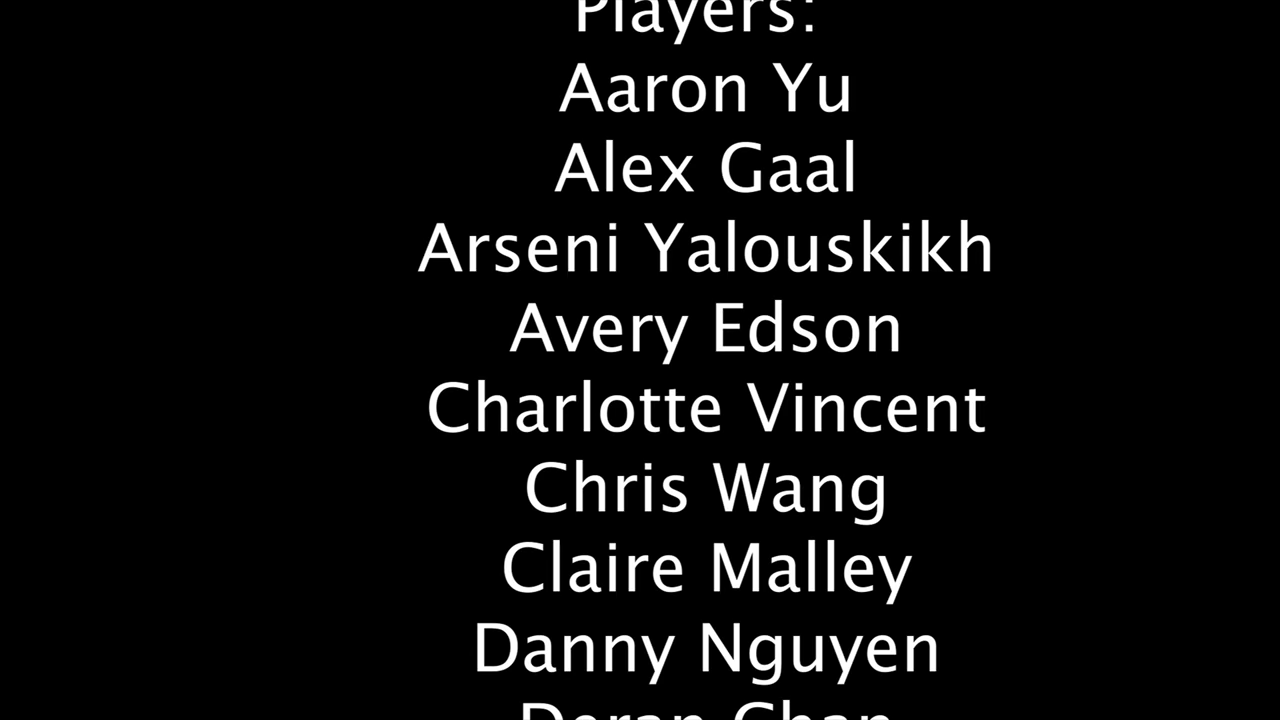 Players:
Aaron Yu
Alex Gaal
Arseni Yalouskikh
Avery Edson
Charlotte Vincent
Chris Wang
Claire Malley
Danny Nguyen